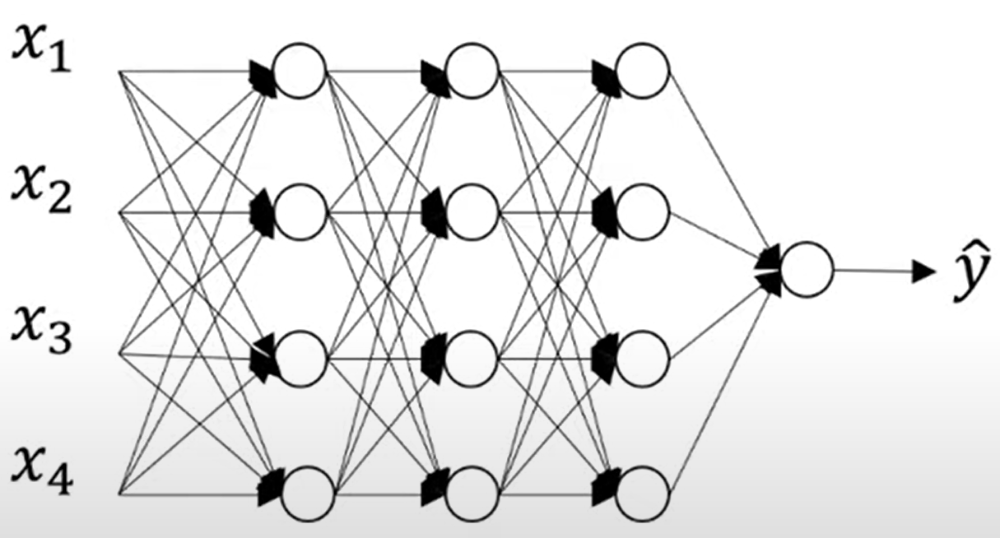 x₁
x₂
x₃
x₄
ŷ